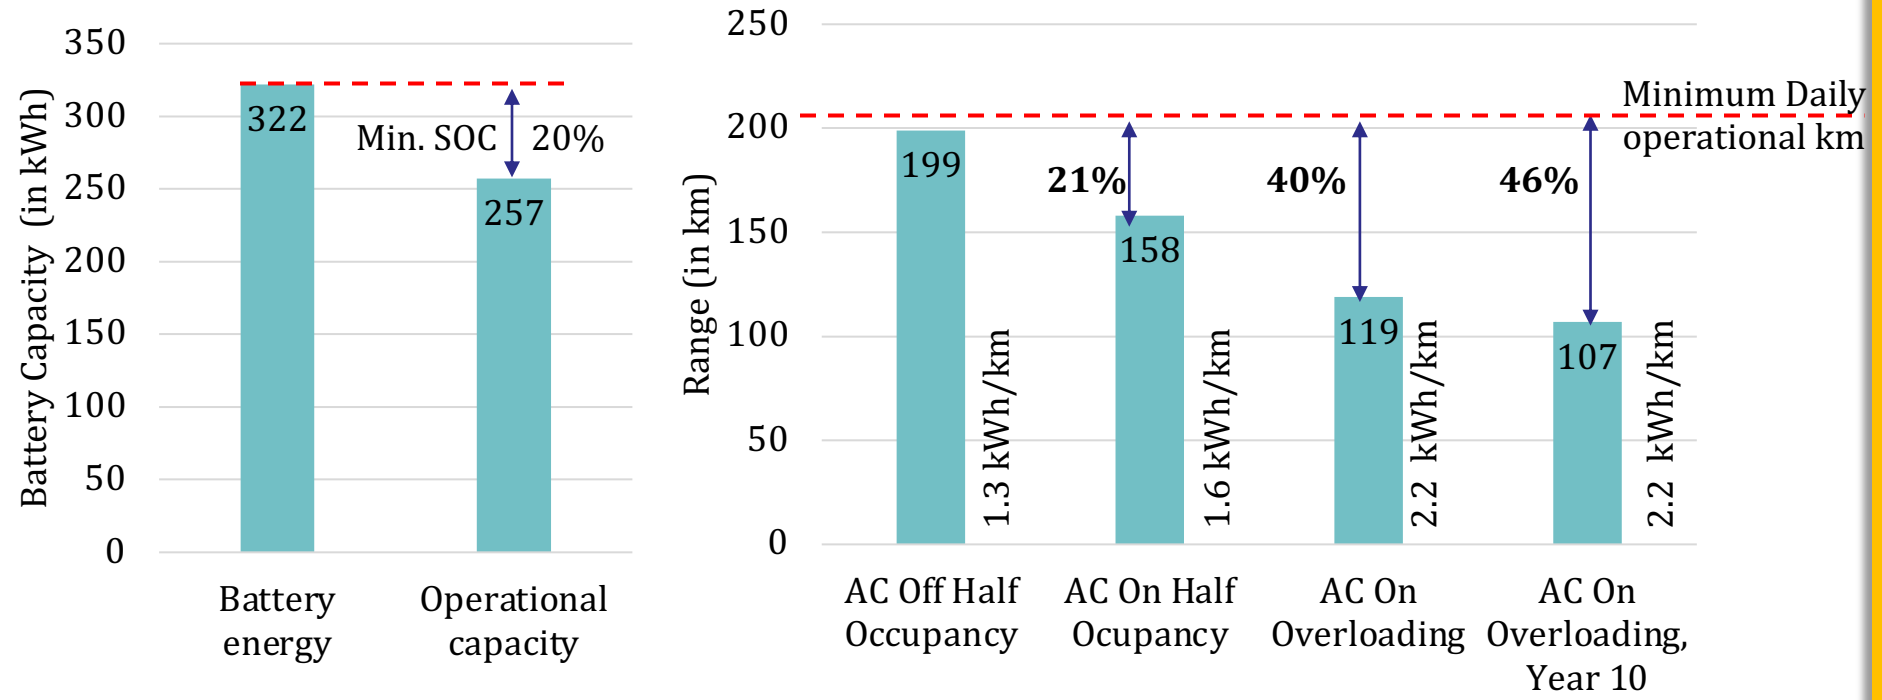 Battery Capacity (in kWh)
350
300
250
200
150
100
50
0
322
Min. SOC
20%
257
Battery
energy
Operational
capacity
Range (in km)
250
200
150
100
50
0
Minimum Daily
operational km
199
1.3 kWh/km
21%
158
1.6 kWh/km
40%
119
2.2 kWh/km
46%
107
2.2 kWh/km
AC Off Half
Occupancy
AC On Half
Ocupancy
AC On
Overloading
AC On
Overloading,
Year 10